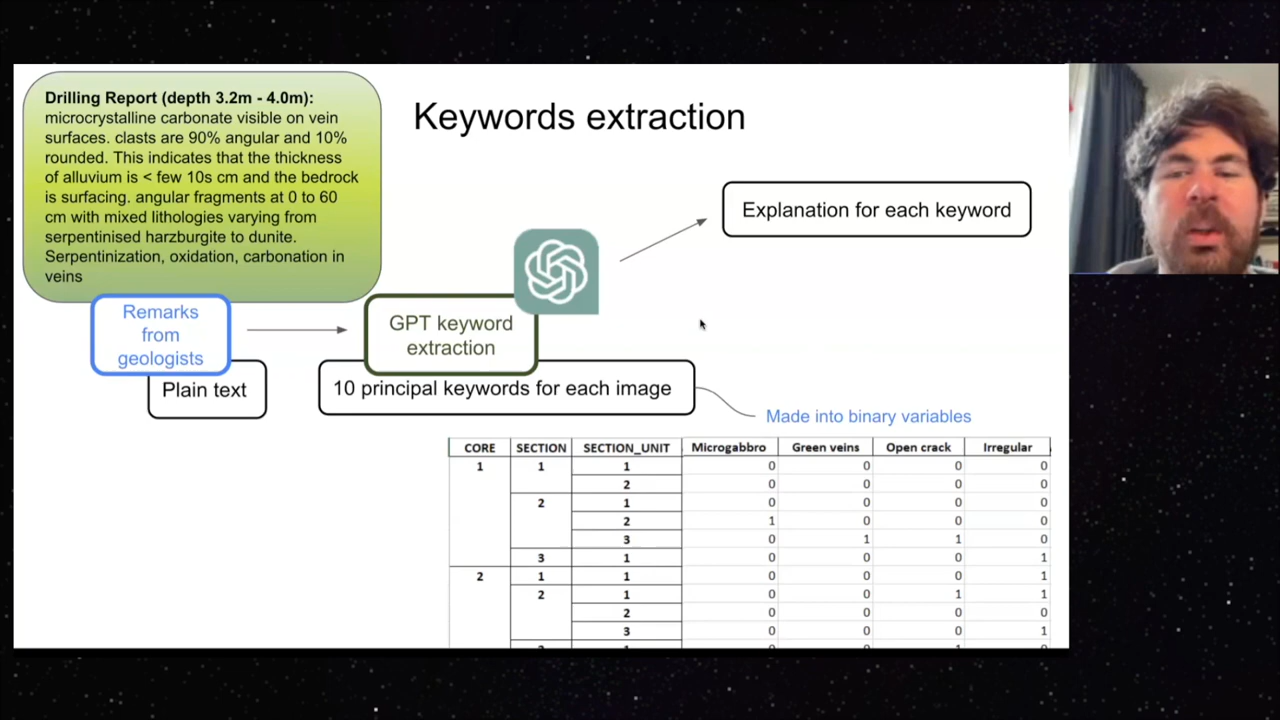 Drilling Report (depth 3.2m - 4.0m):
microcrystalline carbonate visible on vein
surfaces. clasts are 90% angular and 10%
rounded. This indicates that the thickness
of alluvium is < few 10s cm and the bedrock
is surfacing. angular fragments at 0 to 60
cm with mixed lithologies varying from
serpentinised harzburgite to dunite.
Serpentinization, oxidation, carbonation in
veins
Keywords extraction
Explanation for each keyword
Remarks
from
geologists
Plain text
GPT keyword
extraction
10 principal keywords for each image
Made into binary variables
CORE SECTION SECTION_UNIT Microgabbro Green veins Open crack Irregular
1 1 1 0 0 0 0
2 0 0 0 0
2 1 0 0 0 0
2 1 0 0 0
3 0 1 1 0
3 1 0 0 0 1
2 1 1 0 0 0 1
2 1 0 0 1 1
2 0 0 0 0
3 0 0 0 1